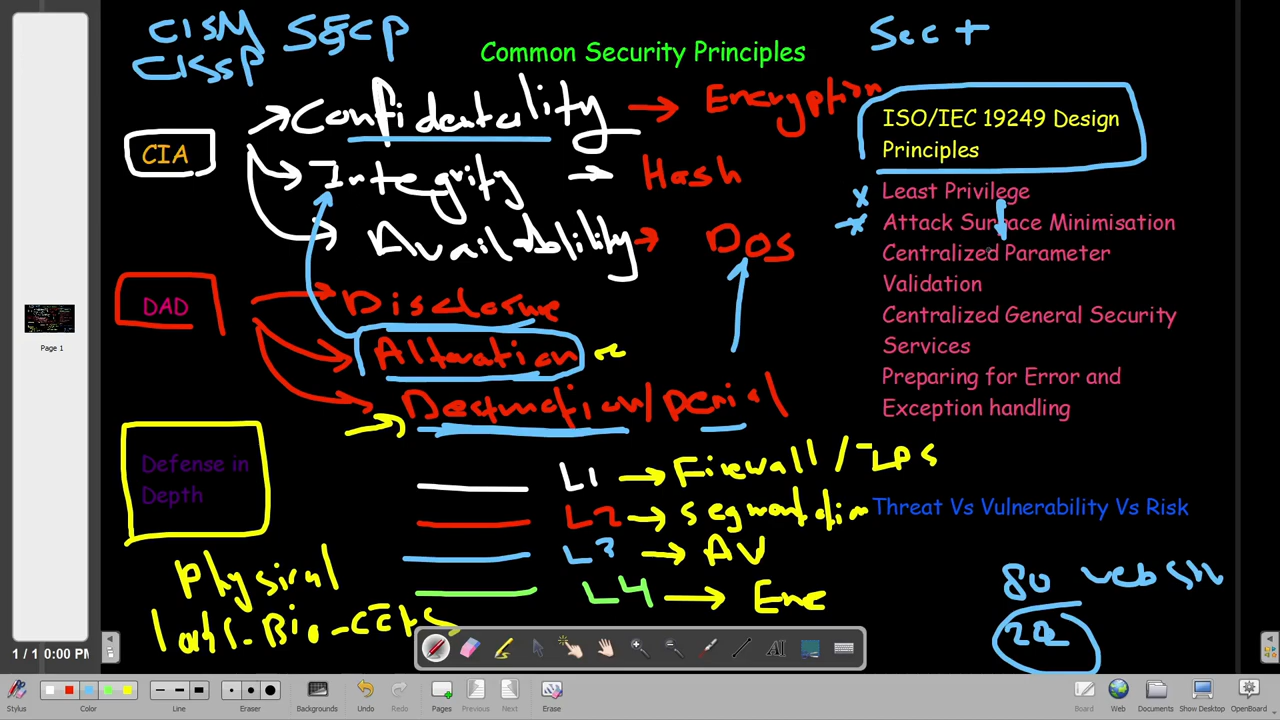 CISM SSCP
CISSP
Common Security Principles
Sec +
CIA
Confidentality → Encryption
Integrity → Hash
Availability → DOS
DAD
Disclosure
Alteration
Destruction/Denial
Defense in
Depth
L1 → Firewall / IPS
L2 → segmentation
L3 → AV
L4 → Enc
Physical
ISO/IEC 19249 Design
Principles
Least Privilege
Attack Surface Minimisation
Centralized Parameter
Validation
Centralized General Security
Services
Preparing for Error and
Exception handling
Threat Vs Vulnerability Vs Risk
80
22
1 / 1
0:00 PM
Page 1
Stylus
Color
Line
Eraser
Backgrounds
Undo
Redo
Pages
Previous
Next
Erase
Board
Web
Documents
Show Desktop
OpenBoard